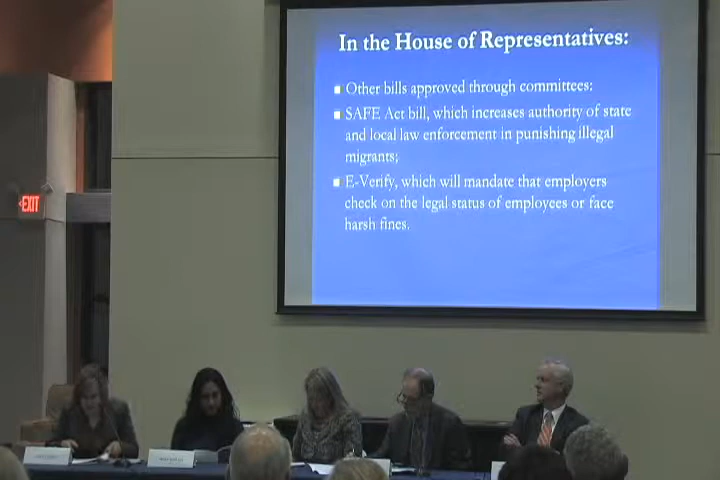 In the House of Representatives:
Other bills approved through committees:
SAFE Act bill, which increases authority of state
and local law enforcement in punishing illegal
migrants;
E-Verify, which will mandate that employers
check on the legal status of employees or face
harsh fines.
EXIT